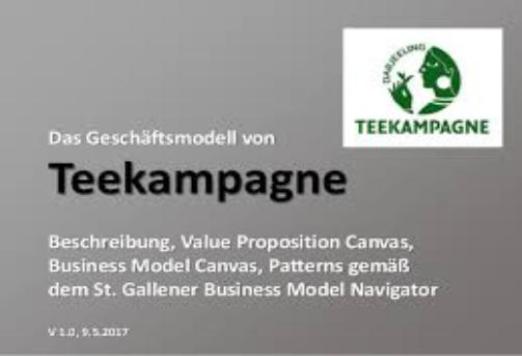 DARJEELING
TEEKAMPAGNE
Das Geschäftsmodell von
Teekampagne
Beschreibung, Value Proposition Canvas,
Business Model Canvas, Patterns gemäß
dem St. Gallener Business Model Navigator
V 1.0, 9.5.2017